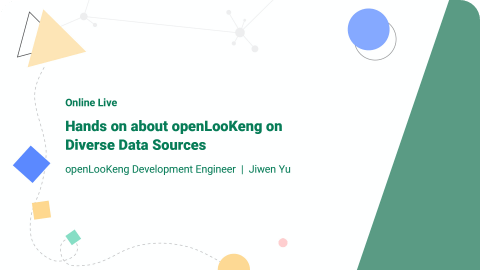 Online Live
Hands on about openLooKeng on
Diverse Data Sources
openLooKeng Development Engineer | Jiwen Yu